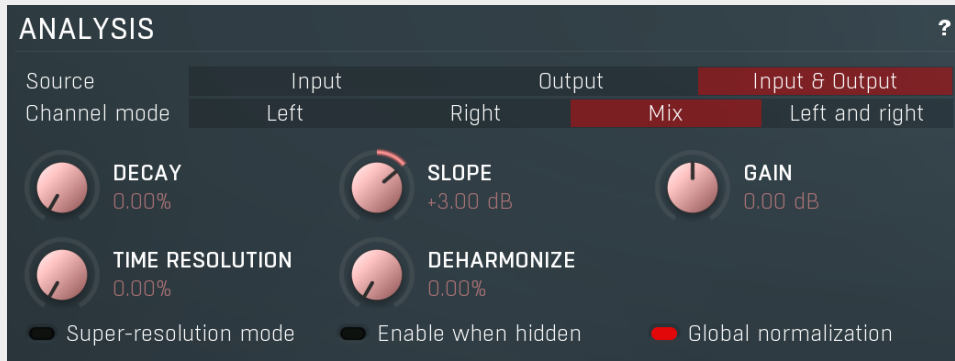 ANALYSIS ?
Source Input Output Input & Output
Channel mode Left Right Mix Left and right
DECAY SLOPE GAIN
0.00% +3.00 dB 0.00 dB
TIME RESOLUTION DEHARMONIZE
0.00% 0.00%
Super-resolution mode Enable when hidden Global normalization